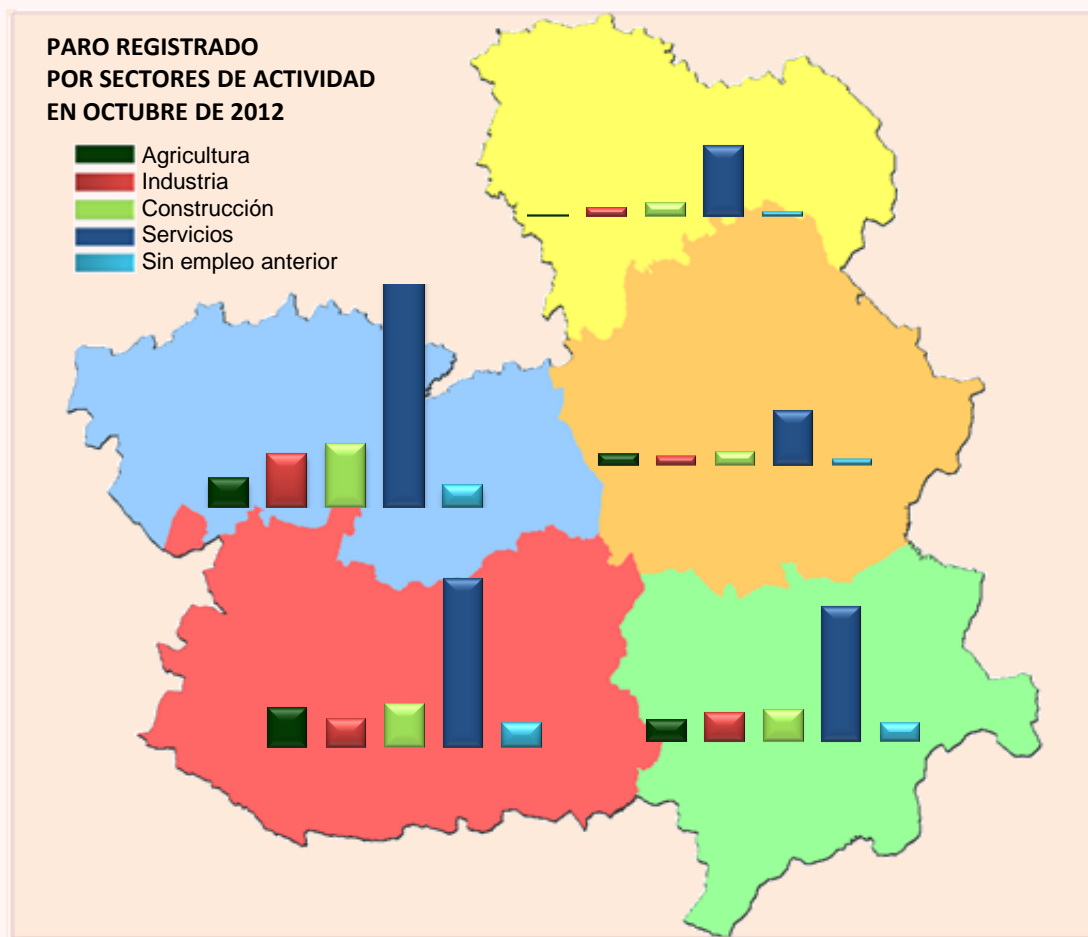 PARO REGISTRADO
POR SECTORES DE ACTIVIDAD
EN OCTUBRE DE 2012
Agricultura
Industria
Construcción
Servicios
Sin empleo anterior